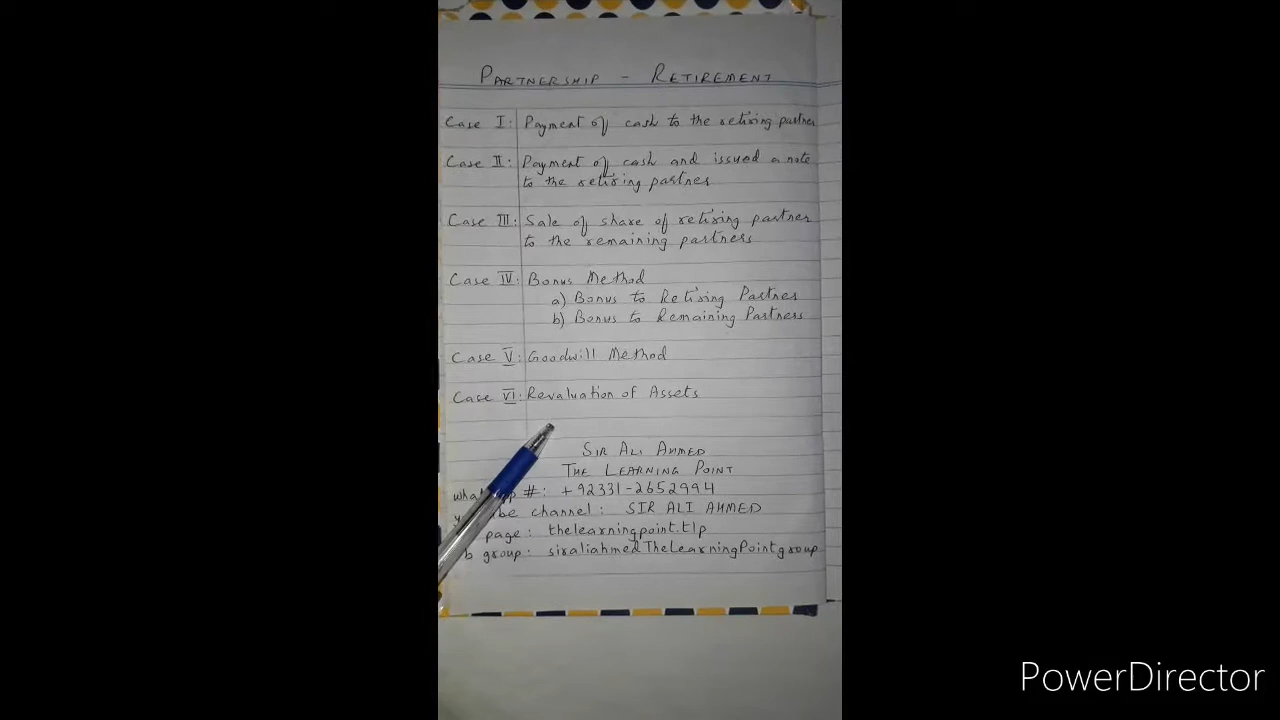 PARTNERSHIP - RETIREMENT
Case I: Payment of cash to the retiring partner
Case II: Payment of cash and issued a note
to the retiring partner
Case III: Sale of share of retiring partner
to the remaining partners
Case IV: Bonus Method
a) Bonus to Retiring Partner
b) Bonus to Remaining Partners
Case V: Goodwill Method
Case VI: Revaluation of Assets
SIR ALI AHMED
THE LEARNING POINT
#: +92331-2652994
channel: SIR ALI AHMED
page: thelearningpoint.tlp
group: siraliahmedTheLearningPointgroup
PowerDirector